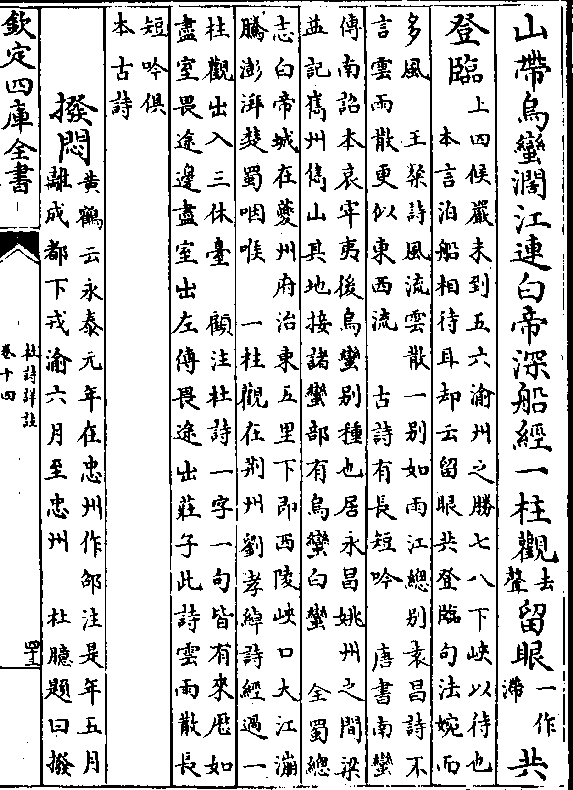 山帶烏蠻濶江連白帝深船經一柱觀去聲留眼一作滯共
登臨上四候嚴未到五六渝州之勝七八下峽以待也
本言泊船相待耳却云留眼共登臨句法婉而
多風　王粲詩風流雲散一别如雨江總别袁昌詩不
言雲雨散更似東西流　古詩有長短吟　唐書南蠻
傳南詔本哀牢夷後烏蠻别種也居永昌姚州之間梁
益記嶲州嶲山其地接諸蠻部有烏蠻白蠻　全蜀總
志白帝城在夔州府治東五里下即西陵峽口大江灂
騰澎湃㷀蜀咽喉　一柱觀在荆州劉孝綽詩經過一
柱觀出入三休臺　顧注杜詩一字一句皆有來歴如
盡室畏途邊盡室出左傳畏途出莊子此詩雲雨散長
短吟俱
本古詩
撥悶黄鶴云永泰元年在忠州作邵注是年五月
離成都下戎渝六月至忠州　杜臆題曰撥
欽定四庫全書
杜詩詳註
卷十四